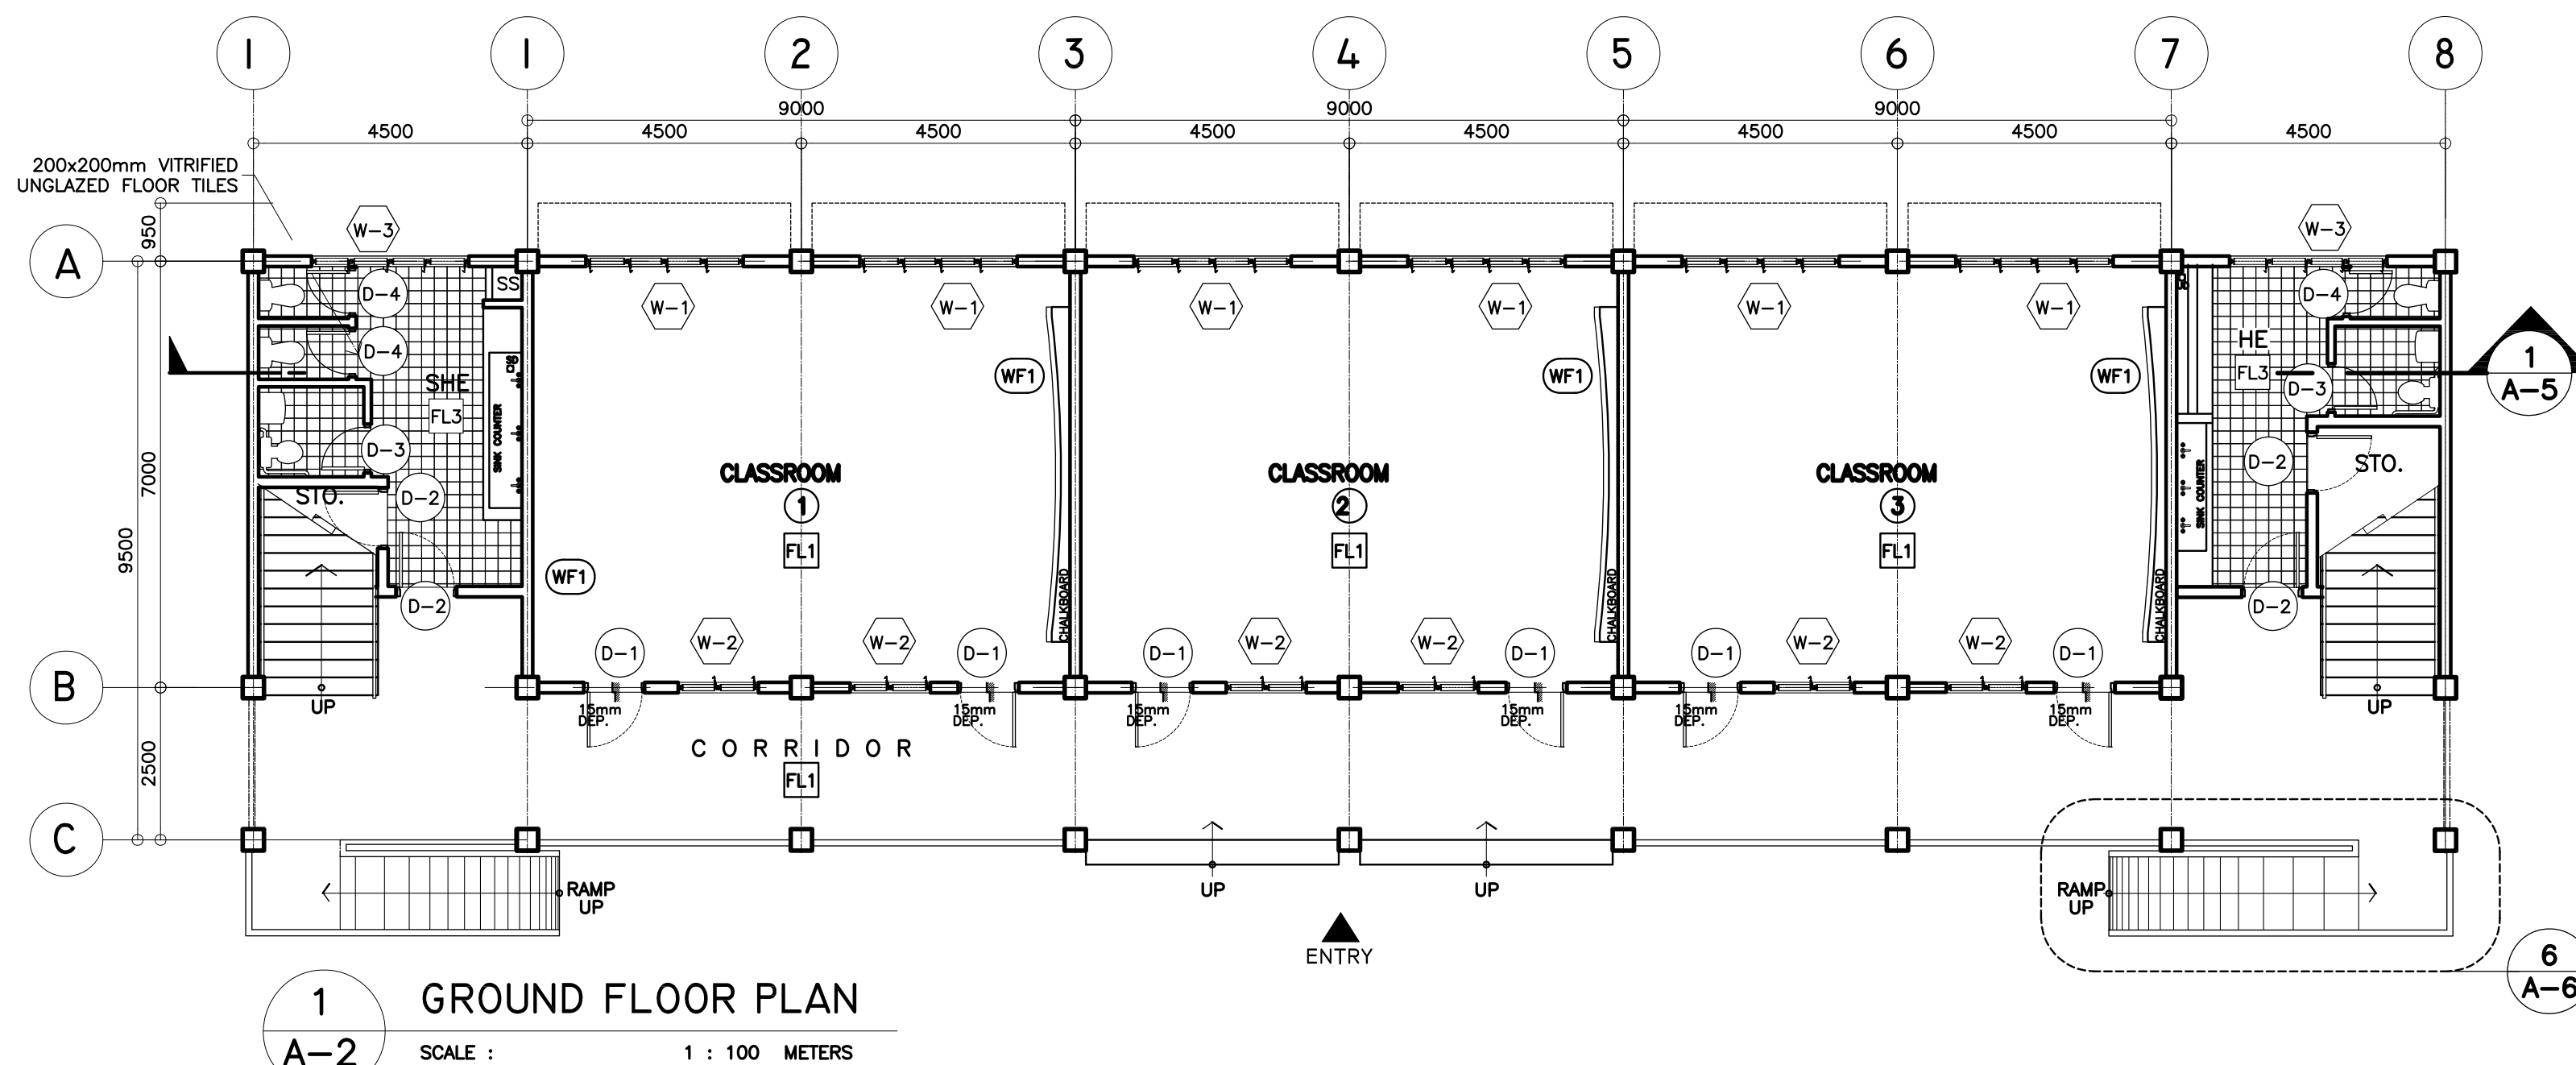 I I 2 3 4 5 6 7 8
9000 9000 9000
4500 4500 4500 4500 4500 4500 4500 4500
200x200mm VITRIFIED
UNGLAZED FLOOR TILES
950
W-3 W-3
A
SS
D-4 D-4
W-1 W-1 W-1 W-1 W-1 W-1
D-4
HE
1
A-5
SHE
FL3
WF1 WF1 WF1
FL3
D-3
SINK COUNTER
D-3
7000
CLASSROOM CLASSROOM CLASSROOM
D-2 STO.
STO. D-2
1 2 3
SINK COUNTER
9500
FL1 FL1 FL1
WF1
CHALKBOARD CHALKBOARD CHALKBOARD
D-2 D-2
D-1 W-2 W-2 D-1 D-1 W-2 W-2 D-1 D-1 W-2 W-2 D-1
B
UP UP
15mm 15mm 15mm 15mm 15mm 15mm
DEP. DEP. DEP. DEP. DEP. DEP.
2500
CORRIDOR
FL1
C
RAMP UP UP RAMP
UP UP
ENTRY
6
A-6
1
A-2
GROUND FLOOR PLAN
SCALE : 1 : 100 METERS